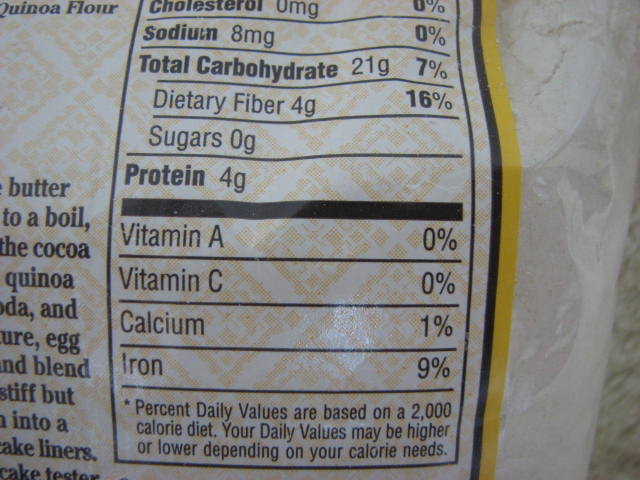 Quinoa Flour
Cholesterol 0mg 0%
Sodium 8mg 0%
Total Carbohydrate 21g 7%
Dietary Fiber 4g 16%
Sugars 0g
Protein 4g
Vitamin A 0%
Vitamin C 0%
Calcium 1%
Iron 9%
* Percent Daily Values are based on a 2,000
calorie diet. Your Daily Values may be higher
or lower depending on your calorie needs.
butter
to a boil,
the cocoa
quinoa
and
egg
and blend
stiff but
into a
cake liners.
cake tester